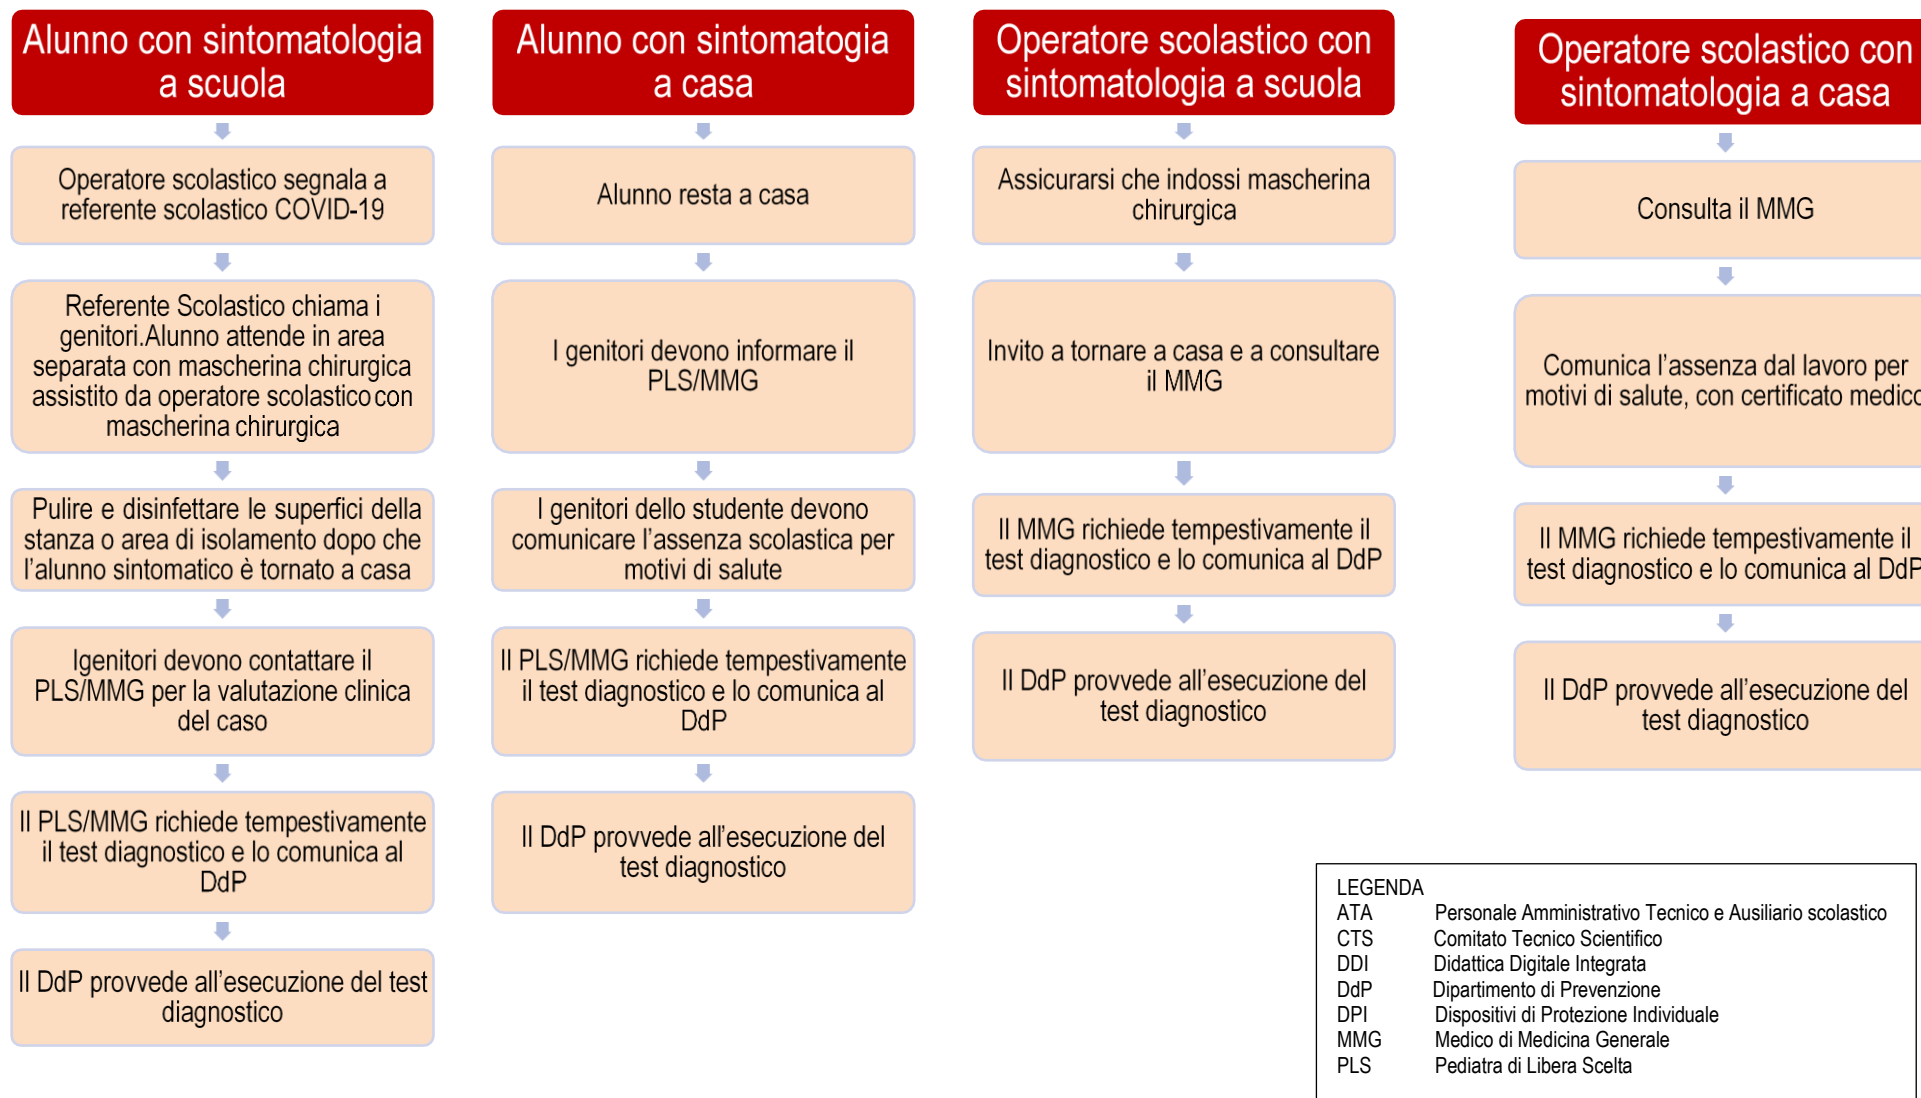 Alunno con sintomatologia
a scuola
Operatore scolastico segnala a
referente scolastico COVID-19
Referente Scolastico chiama i
genitori.Alunno attende in area
separata con mascherina chirurgica
assistito da operatore scolastico con
mascherina chirurgica
Pulire e disinfettare le superfici della
stanza o area di isolamento dopo che
l'alunno sintomatico è tornato a casa
Igenitori devono contattare il
PLS/MMG per la valutazione clinica
del caso
Il PLS/MMG richiede tempestivamente
il test diagnostico e lo comunica al
DdP
Il DdP provvede all'esecuzione del test
diagnostico
Alunno con sintomatogia
a casa
Alunno resta a casa
I genitori devono informare il
PLS/MMG
I genitori dello studente devono
comunicare l'assenza scolastica per
motivi di salute
Il PLS/MMG richiede tempestivamente
il test diagnostico e lo comunica al
DdP
Il DdP provvede all'esecuzione del
test diagnostico
Operatore scolastico con
sintomatologia a scuola
Assicurarsi che indossi mascherina
chirurgica
Invito a tornare a casa e a consultare
il MMG
Il MMG richiede tempestivamente il
test diagnostico e lo comunica al DdP
Il DdP provvede all'esecuzione del
test diagnostico
Operatore scolastico con
sintomatologia a casa
Consulta il MMG
Comunica l'assenza dal lavoro per
motivi di salute, con certificato medico
Il MMG richiede tempestivamente il
test diagnostico e lo comunica al DdP
Il DdP provvede all'esecuzione del
test diagnostico
LEGENDA
ATA Personale Amministrativo Tecnico e Ausiliario scolastico
CTS Comitato Tecnico Scientifico
DDI Didattica Digitale Integrata
DdP Dipartimento di Prevenzione
DPI Dispositivi di Protezione Individuale
MMG Medico di Medicina Generale
PLS Pediatra di Libera Scelta